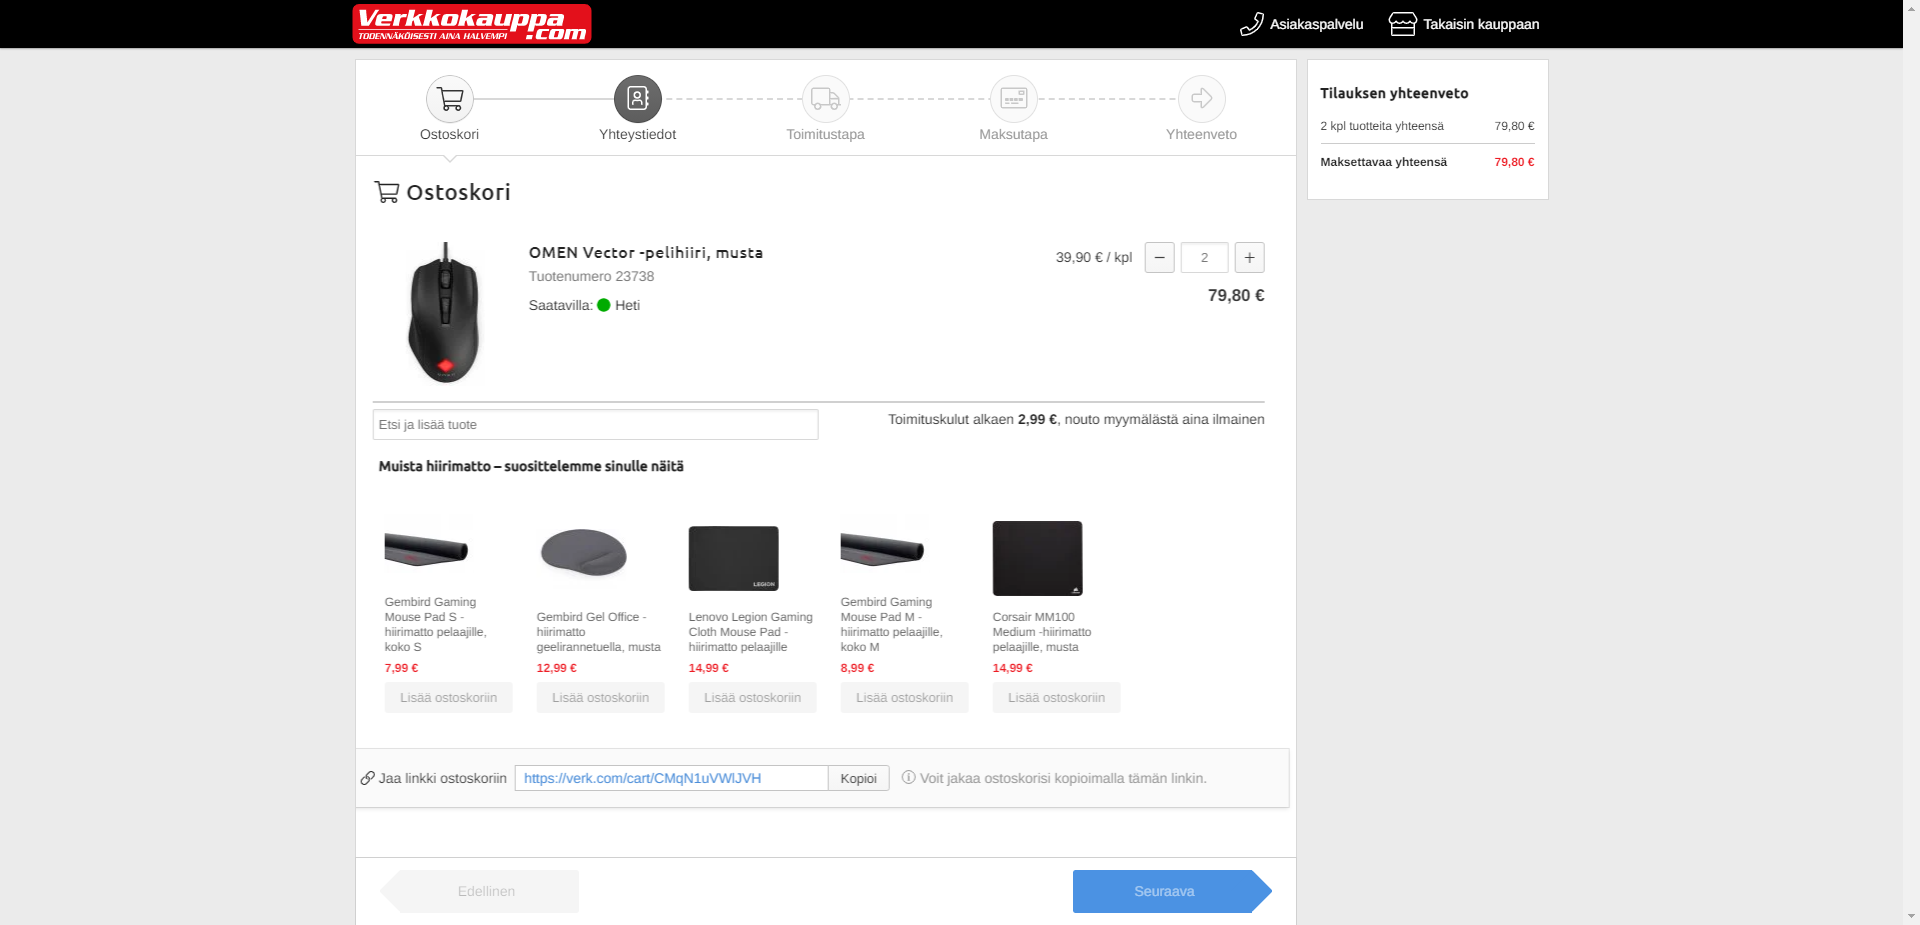 Verkkokauppa
.com
TODENNÄKÖISESTI AINA HALVEMPI
Asiakaspalvelu
Takaisin kauppaan
Ostoskori
Yhteystiedot
Toimitustapa
Maksutapa
Yhteenveto
Tilauksen yhteenveto
2 kpl tuotteita yhteensä 79,80 €
Maksettavaa yhteensä 79,80 €
Ostoskori
OMEN Vector -pelihiiri, musta
Tuotenumero 23738
Saatavilla: Heti
39,90 € / kpl
2
79,80 €
Etsi ja lisää tuote
Toimituskulut alkaen 2,99 €, nouto myymälästä aina ilmainen
Muista hiirimatto – suosittelemme sinulle näitä
Gembird Gaming
Mouse Pad S -
hiirimatto pelaajille,
koko S
7,99 €
Lisää ostoskoriin
Gembird Gel Office -
hiirimatto
geelirannetuella, musta
12,99 €
Lisää ostoskoriin
LEGION
Lenovo Legion Gaming
Cloth Mouse Pad -
hiirimatto pelaajille
14,99 €
Lisää ostoskoriin
Gembird Gaming
Mouse Pad M -
hiirimatto pelaajille,
koko M
8,99 €
Lisää ostoskoriin
Corsair MM100
Medium -hiirimatto
pelaajille, musta
14,99 €
Lisää ostoskoriin
Jaa linkki ostoskoriin
https://verk.com/cart/CMqN1uVWlJVH
Kopioi
Voit jakaa ostoskorisi kopioimalla tämän linkin.
Edellinen
Seuraava